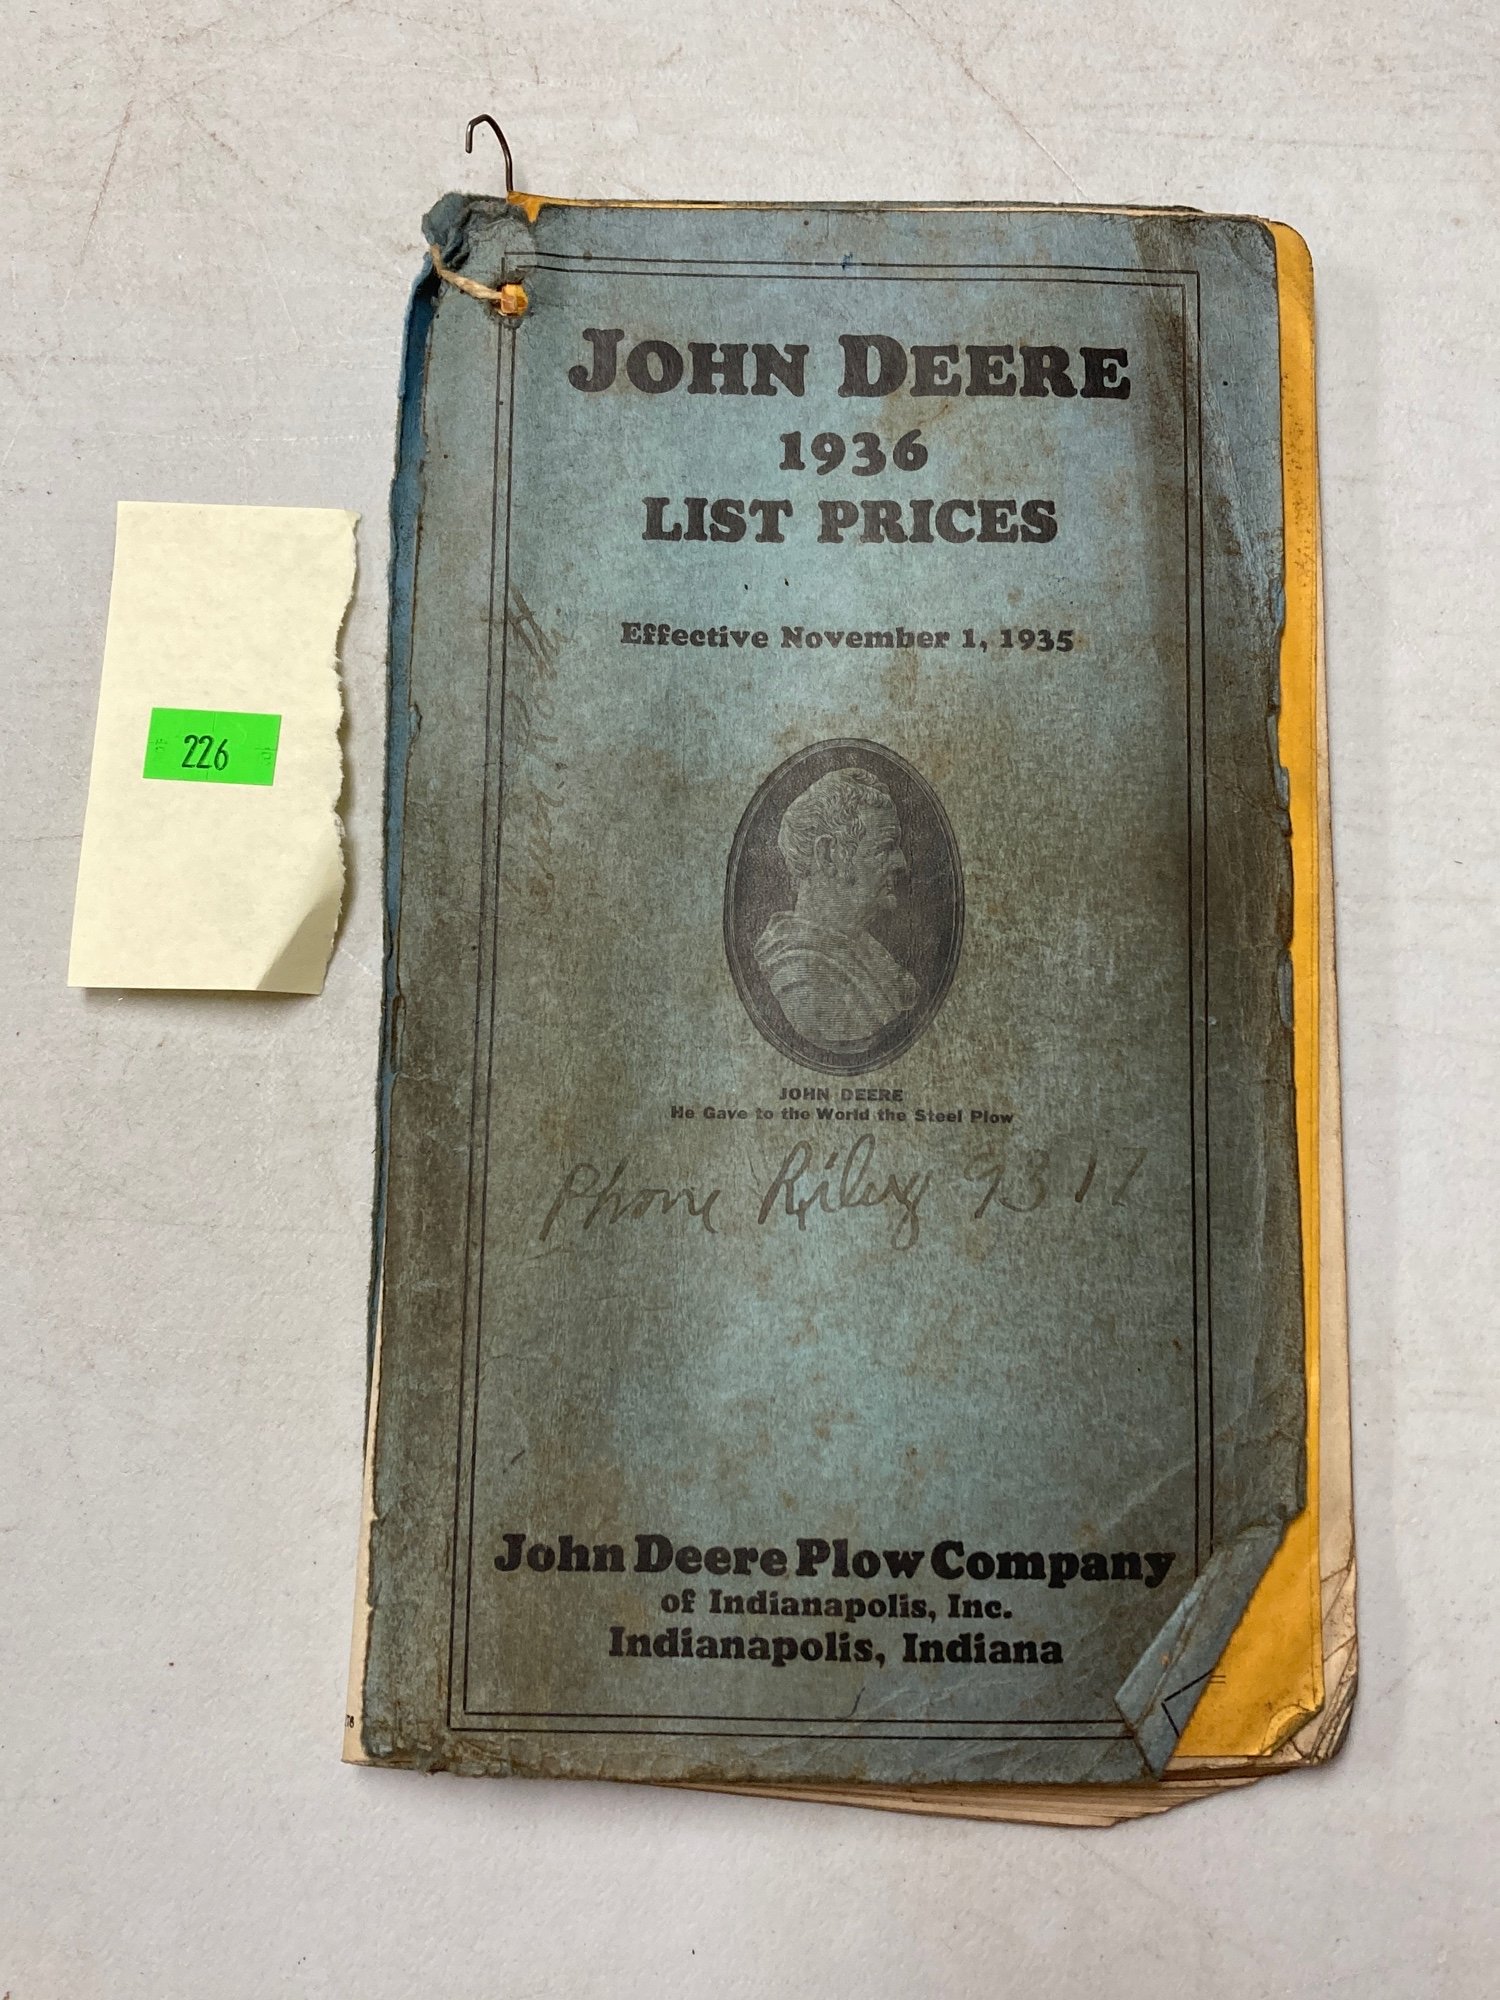 226
JOHN DEERE
1936
LIST PRICES
Effective November 1, 1935
JOHN DEERE
He Gave to the World the Steel Plow
Phone Riley 9317
John Deere Plow Company
of Indianapolis, Inc.
Indianapolis, Indiana